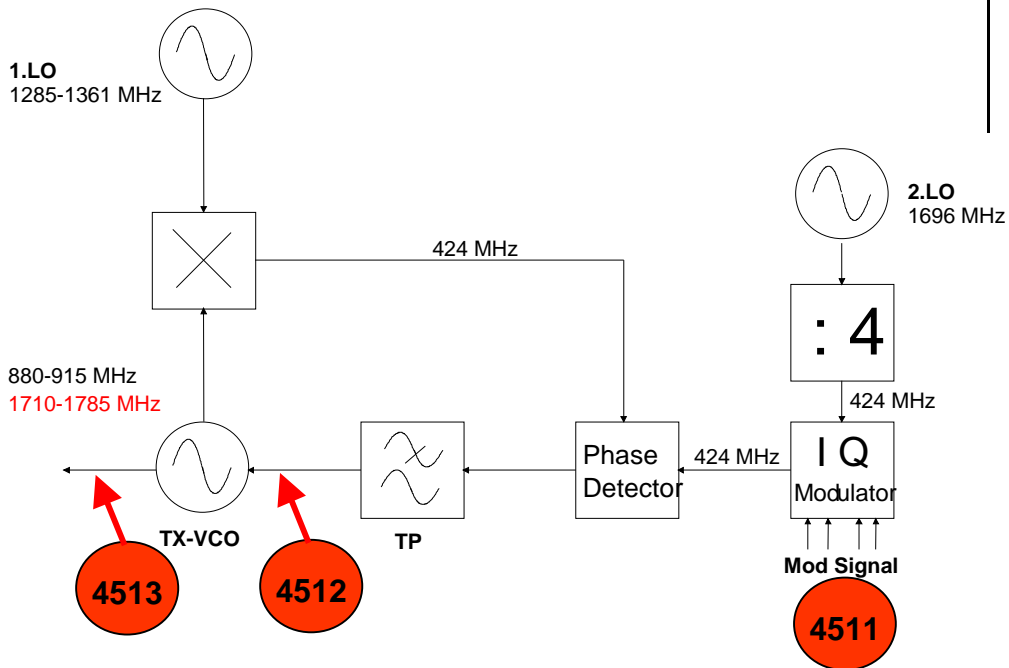 1.LO
1285-1361 MHz
2.LO
1696 MHz
424 MHz
: 4
880-915 MHz
1710-1785 MHz
424 MHz
Phase
Detector
424 MHz
I Q
Modulator
TX-VCO
TP
Mod Signal
4513
4512
4511